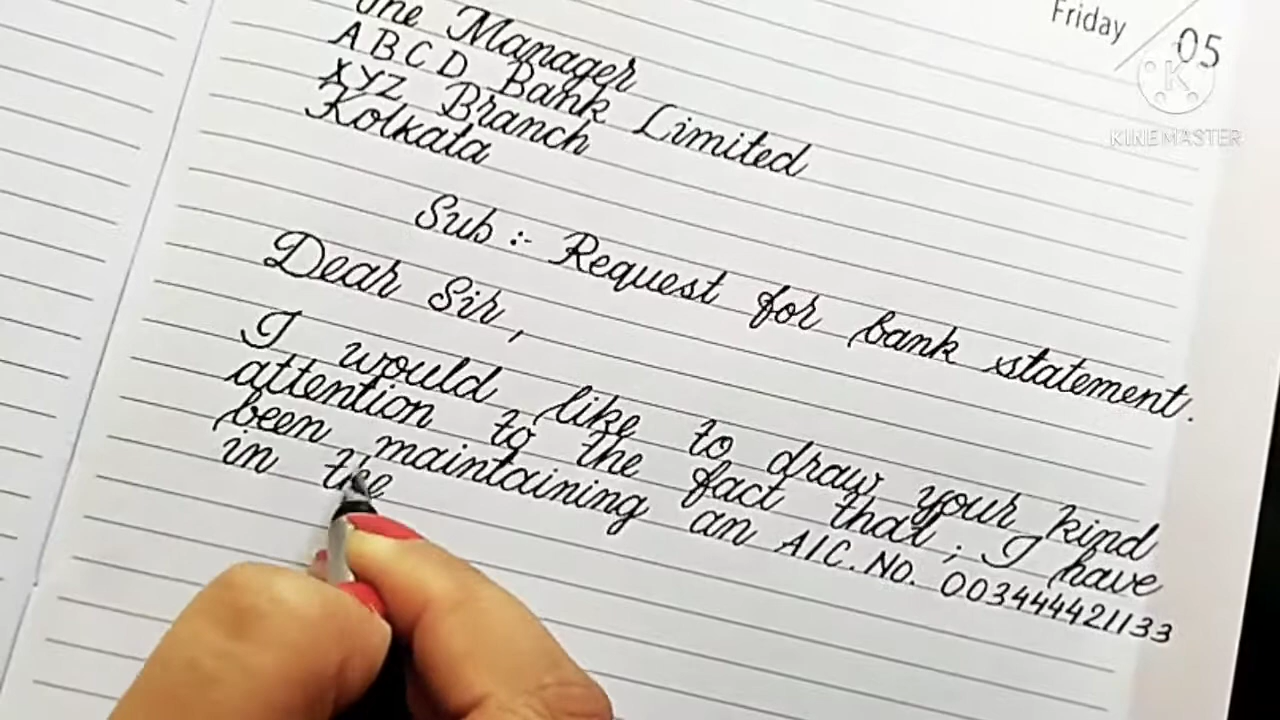 Friday 05
KINEMASTER
The Manager
ABCD Bank Limited
XYZ Branch
Kolkata
Sub :- Request for bank statement.
Dear Sir,
I would like to draw your kind
attention to the fact that, I have
been maintaining an A/C. No. 003444421133
in the